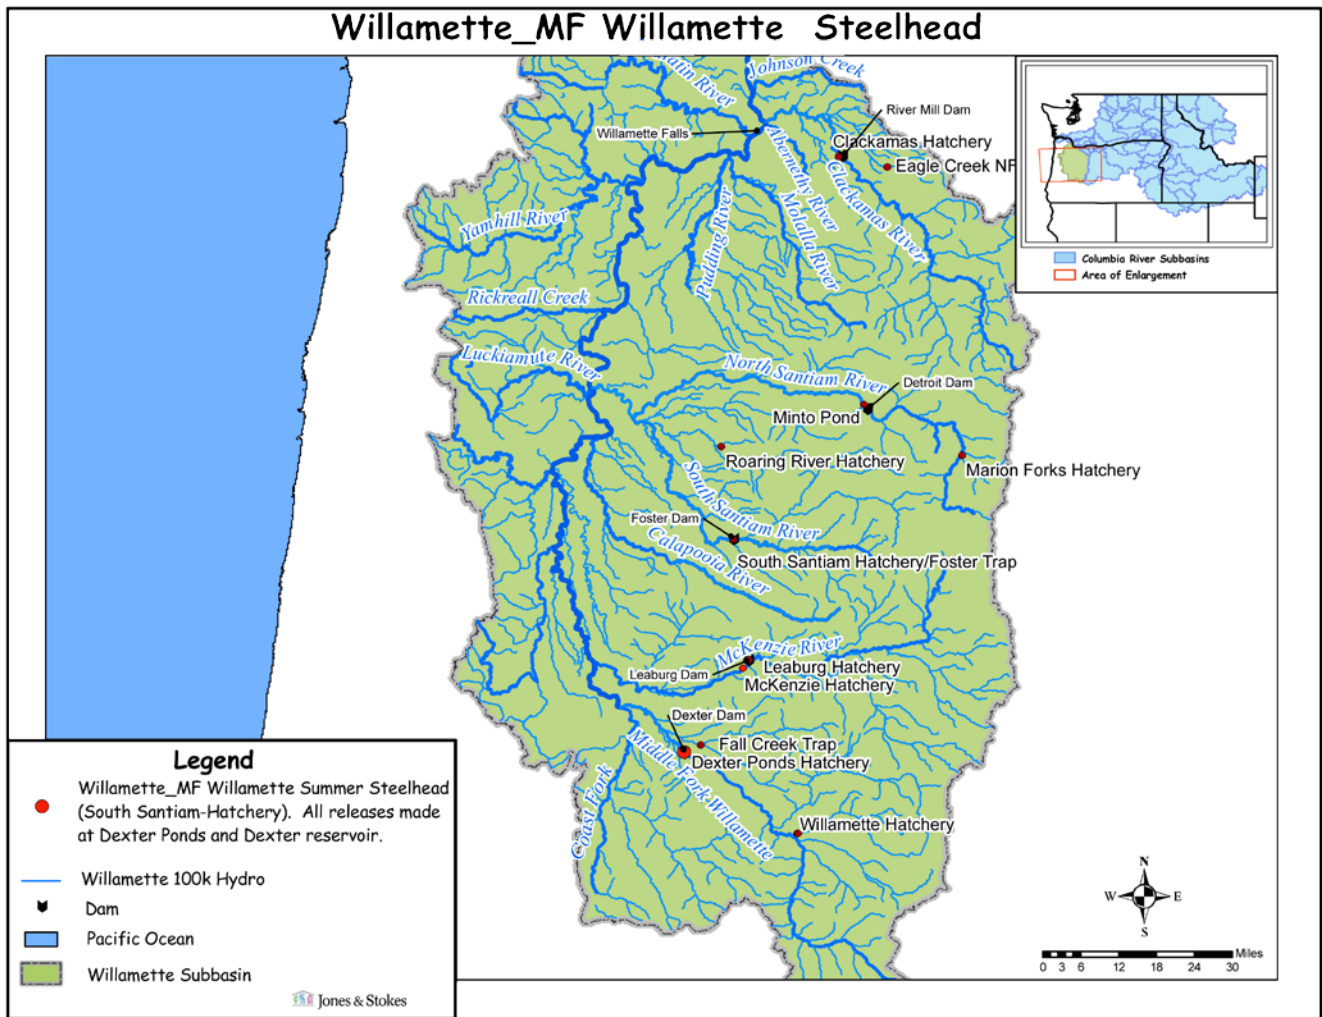 Willamette_MF Willamette Steelhead
Johnson Creek
River
River Mill Dam
Willamette Falls
Clackamas Hatchery
Eagle Creek NF
Abernethy River
Clackamas River
Molalla River
Pudding River
Yamhill River
Rickreall Creek
Luckiamute River
North Santiam River
Detroit Dam
Minto Pond
Roaring River Hatchery
Marion Forks Hatchery
South Santiam River
Foster Dam
South Santiam Hatchery/Foster Trap
Calapooia River
McKenzie River
Leaburg Dam
Leaburg Hatchery
McKenzie Hatchery
Dexter Dam
Fall Creek Trap
Dexter Ponds Hatchery
Middle Fork Willamette
Coast Fork
Willamette Hatchery
Columbia River Subbasins
Area of Enlargement
Legend
Willamette_MF Willamette Summer Steelhead
(South Santiam-Hatchery). All releases made
at Dexter Ponds and Dexter reservoir.
Willamette 100k Hydro
Dam
Pacific Ocean
Willamette Subbasin
Jones & Stokes
N
W E
S
Miles
0 3 6 12 18 24 30